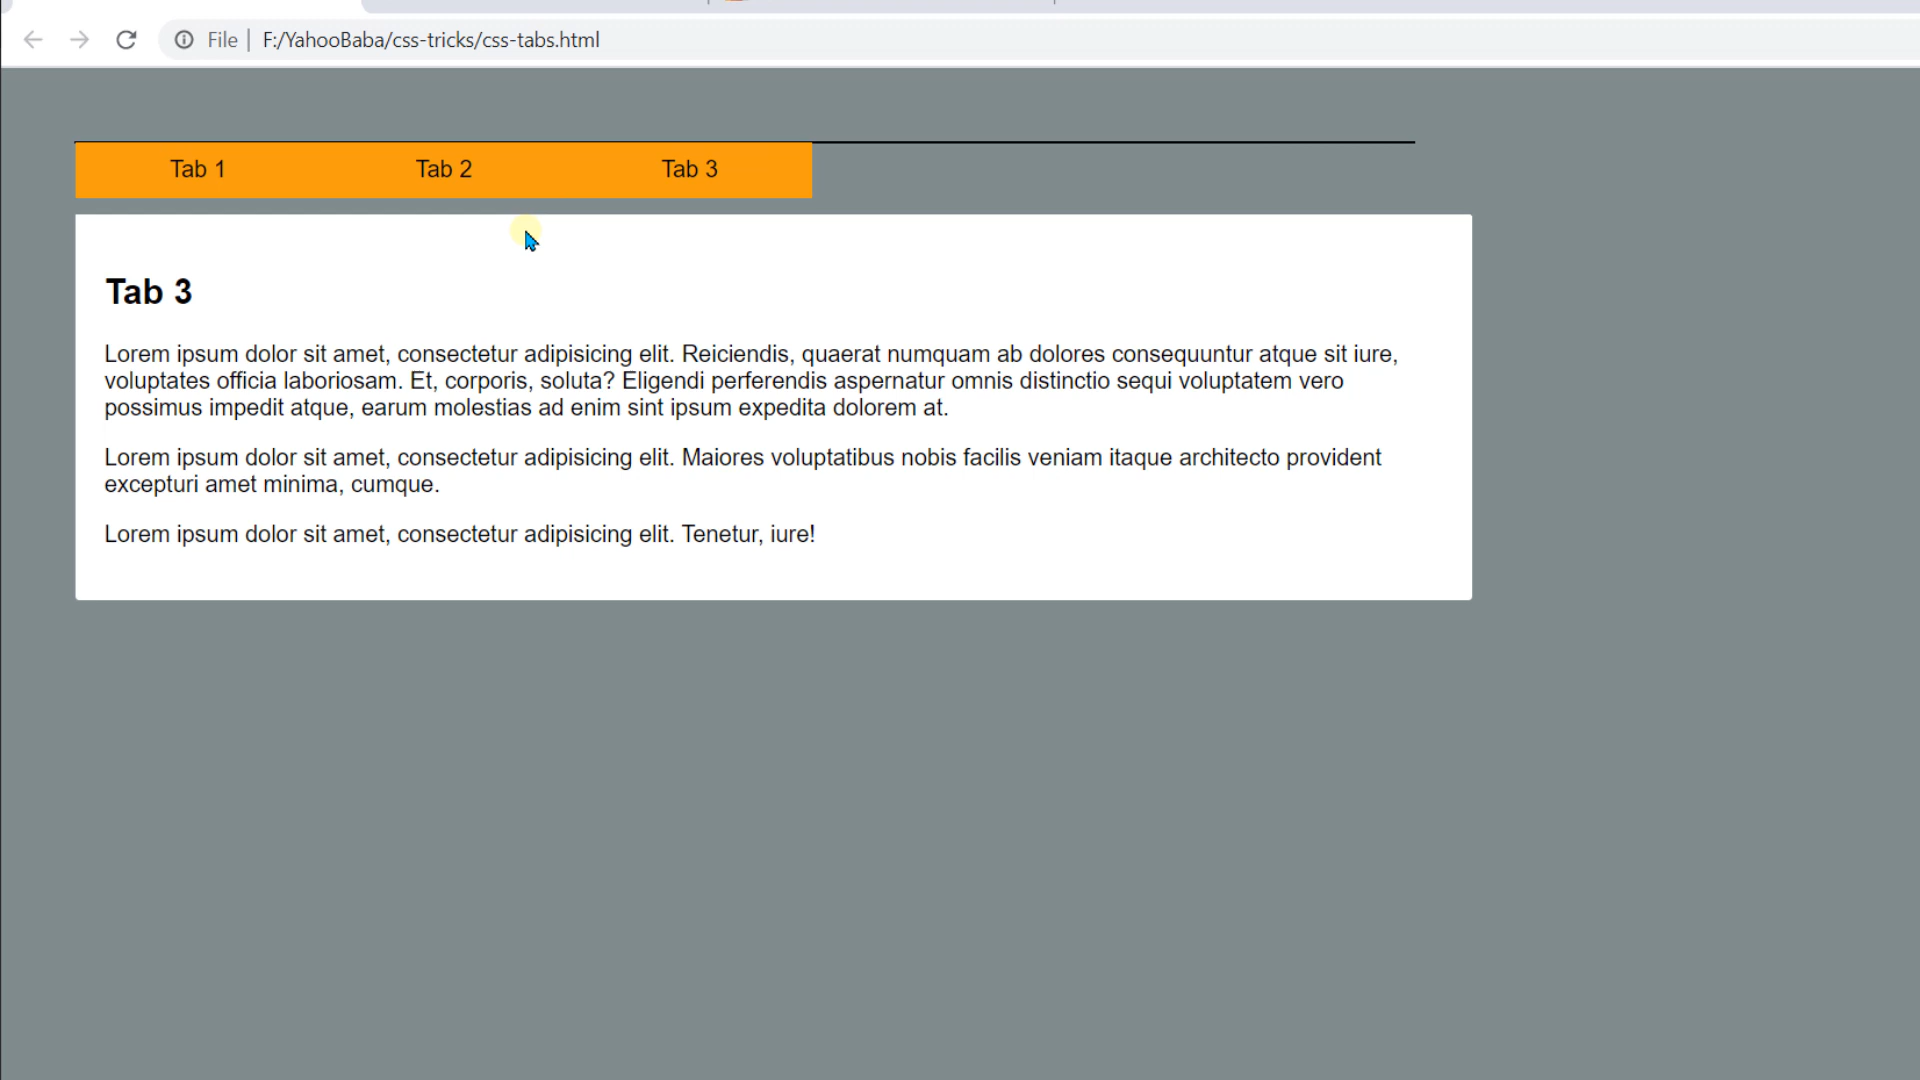 File F:/YahooBaba/css-tricks/css-tabs.html
Tab 1 Tab 2 Tab 3
Tab 3
Lorem ipsum dolor sit amet, consectetur adipisicing elit. Reiciendis, quaerat numquam ab dolores consequuntur atque sit iure,
voluptates officia laboriosam. Et, corporis, soluta? Eligendi perferendis aspernatur omnis distinctio sequi voluptatem vero
possimus impedit atque, earum molestias ad enim sint ipsum expedita dolorem at.
Lorem ipsum dolor sit amet, consectetur adipisicing elit. Maiores voluptatibus nobis facilis veniam itaque architecto provident
excepturi amet minima, cumque.
Lorem ipsum dolor sit amet, consectetur adipisicing elit. Tenetur, iure!